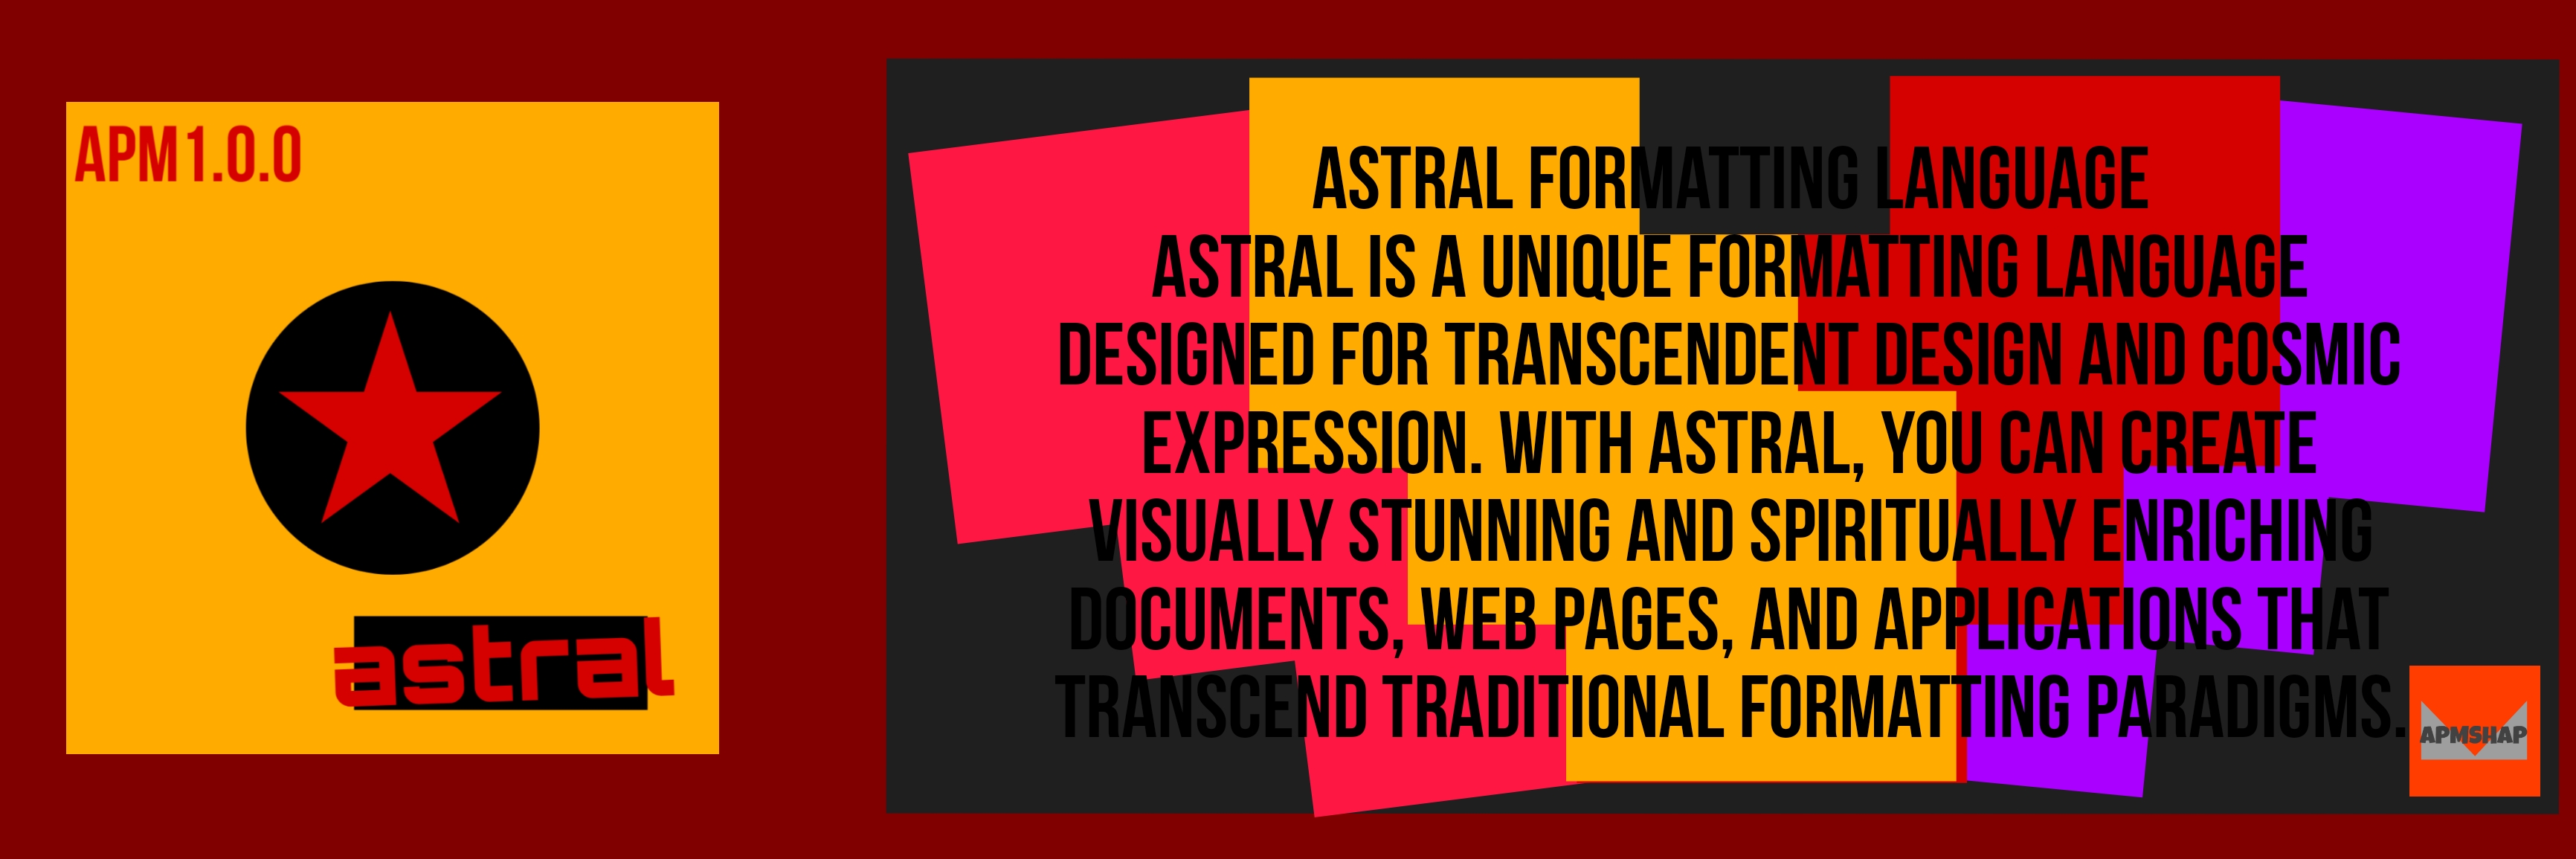 APM1.0.0
astral
ASTRAL FORMATTING LANGUAGE
ASTRAL IS A UNIQUE FORMATTING LANGUAGE
DESIGNED FOR TRANSCENDENT DESIGN AND COSMIC
EXPRESSION. WITH ASTRAL, YOU CAN CREATE
VISUALLY STUNNING AND SPIRITUALLY ENRICHING
DOCUMENTS, WEB PAGES, AND APPLICATIONS THAT
TRANSCEND TRADITIONAL FORMATTING PARADIGMS.
APMSHAP